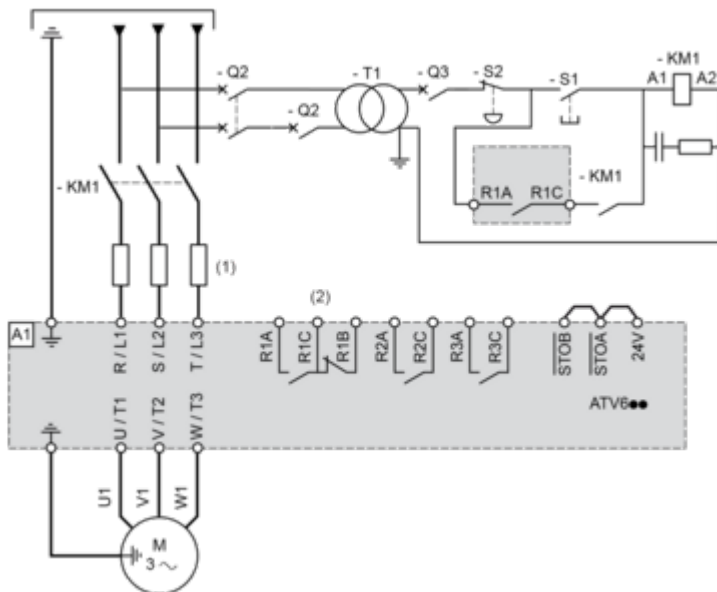 - Q2
- T1
- Q3
- S2
- S1
- KM1
A1 A2
- Q2
- KM1
R1A R1C
- KM1
(1)
(2)
A1
R / L1
S / L2
T / L3
R1A
R1C
R1B
R2A
R2C
R3A
R3C
STOB
STOA
24V
ATV6●●
U / T1
V / T2
W / T3
U1
V1
W1
M
3 ~